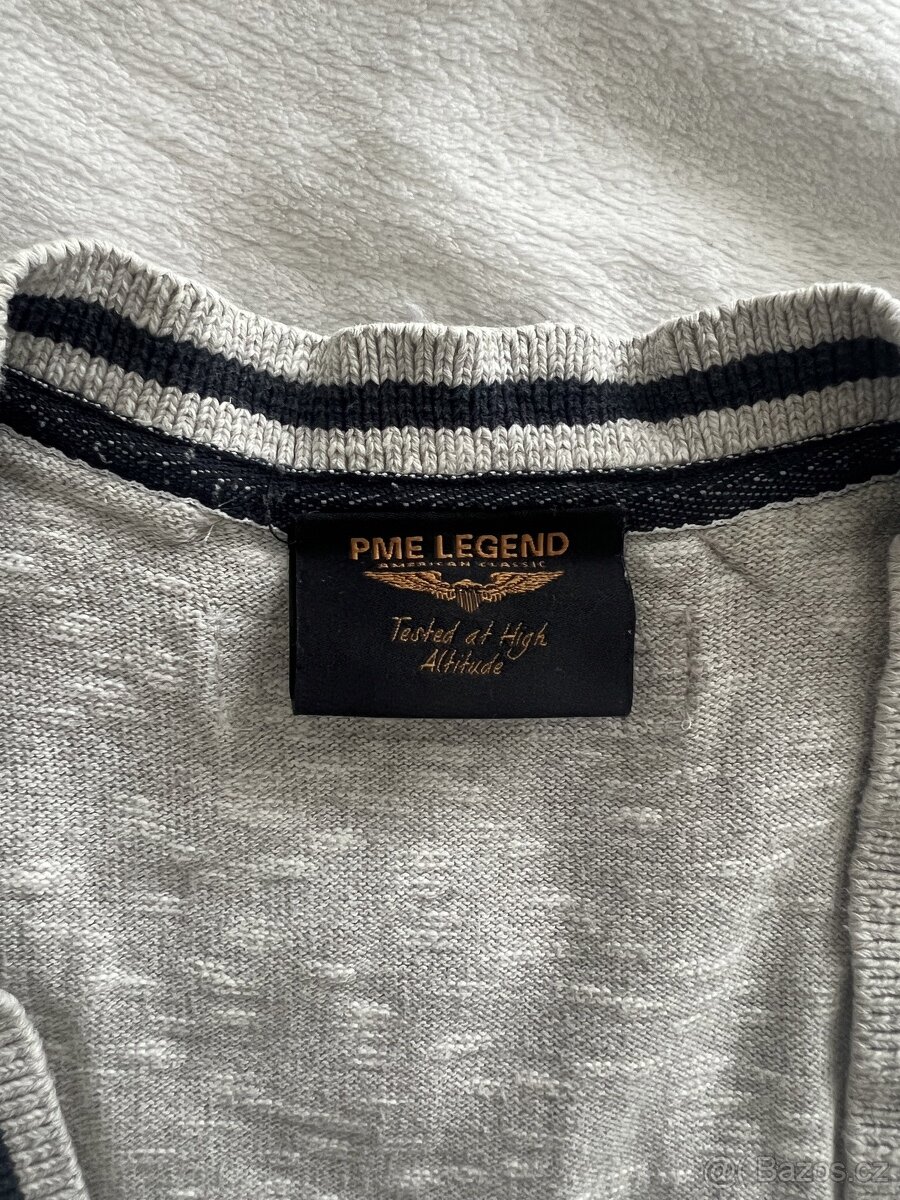 PME LEGEND
AMERICAN CLASSIC
Tested at High
Altitude
@ Bazos.cz